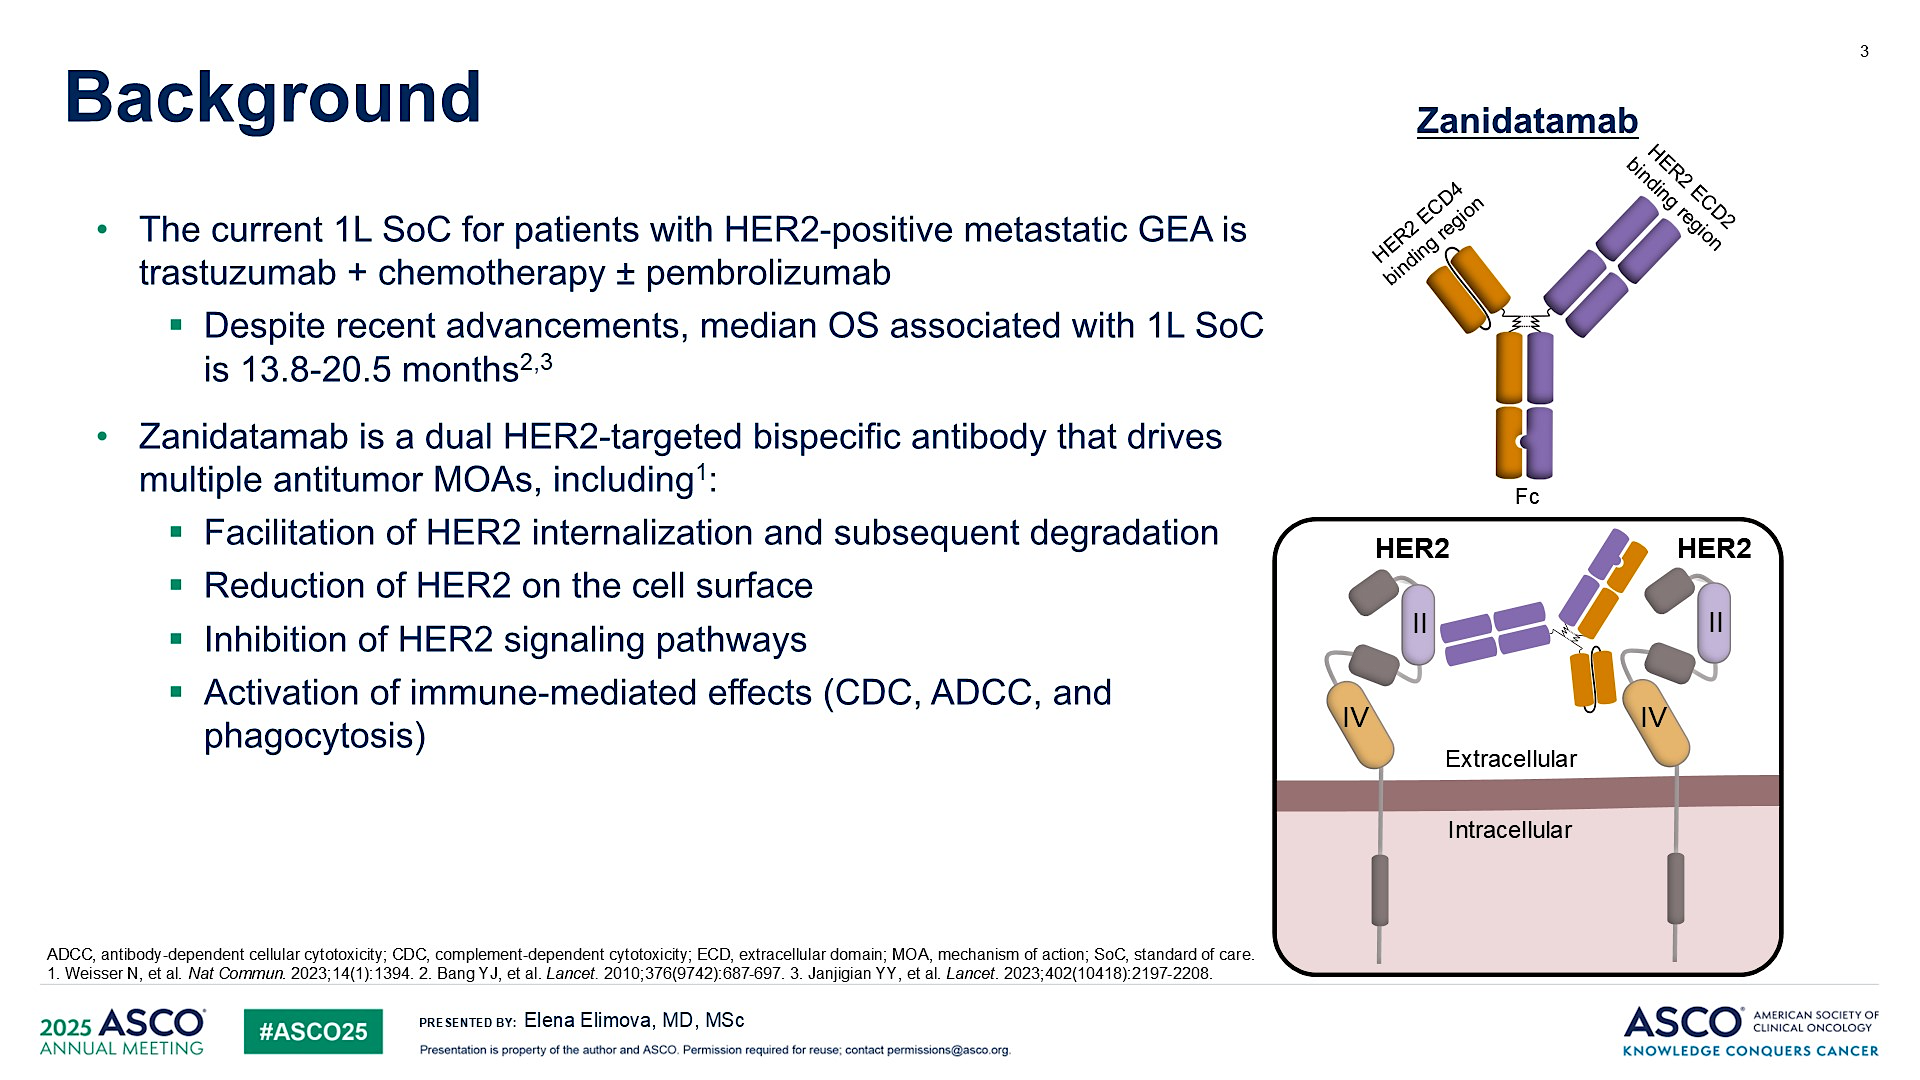 3
Background
• The current 1L SoC for patients with HER2-positive metastatic GEA is
trastuzumab + chemotherapy ± pembrolizumab
▪ Despite recent advancements, median OS associated with 1L SoC
is 13.8-20.5 months2,3
• Zanidatamab is a dual HER2-targeted bispecific antibody that drives
multiple antitumor MOAs, including1:
▪ Facilitation of HER2 internalization and subsequent degradation
▪ Reduction of HER2 on the cell surface
▪ Inhibition of HER2 signaling pathways
▪ Activation of immune-mediated effects (CDC, ADCC, and
phagocytosis)
Zanidatamab
HER2 ECD4
binding region
HER2 ECD2
binding region
Fc
HER2
HER2
II
II
IV
IV
Extracellular
Intracellular
ADCC, antibody-dependent cellular cytotoxicity; CDC, complement-dependent cytotoxicity; ECD, extracellular domain; MOA, mechanism of action; SoC, standard of care.
1. Weisser N, et al. Nat Commun. 2023;14(1):1394. 2. Bang YJ, et al. Lancet. 2010;376(9742):687-697. 3. Janjigian YY, et al. Lancet. 2023;402(10418):2197-2208.
2025 ASCO
ANNUAL MEETING
#ASCO25
PRESENTED BY: Elena Elimova, MD, MSc
Presentation is property of the author and ASCO. Permission required for reuse; contact permissions@asco.org.
ASCO AMERICAN SOCIETY OF
CLINICAL ONCOLOGY
KNOWLEDGE CONQUERS CANCER